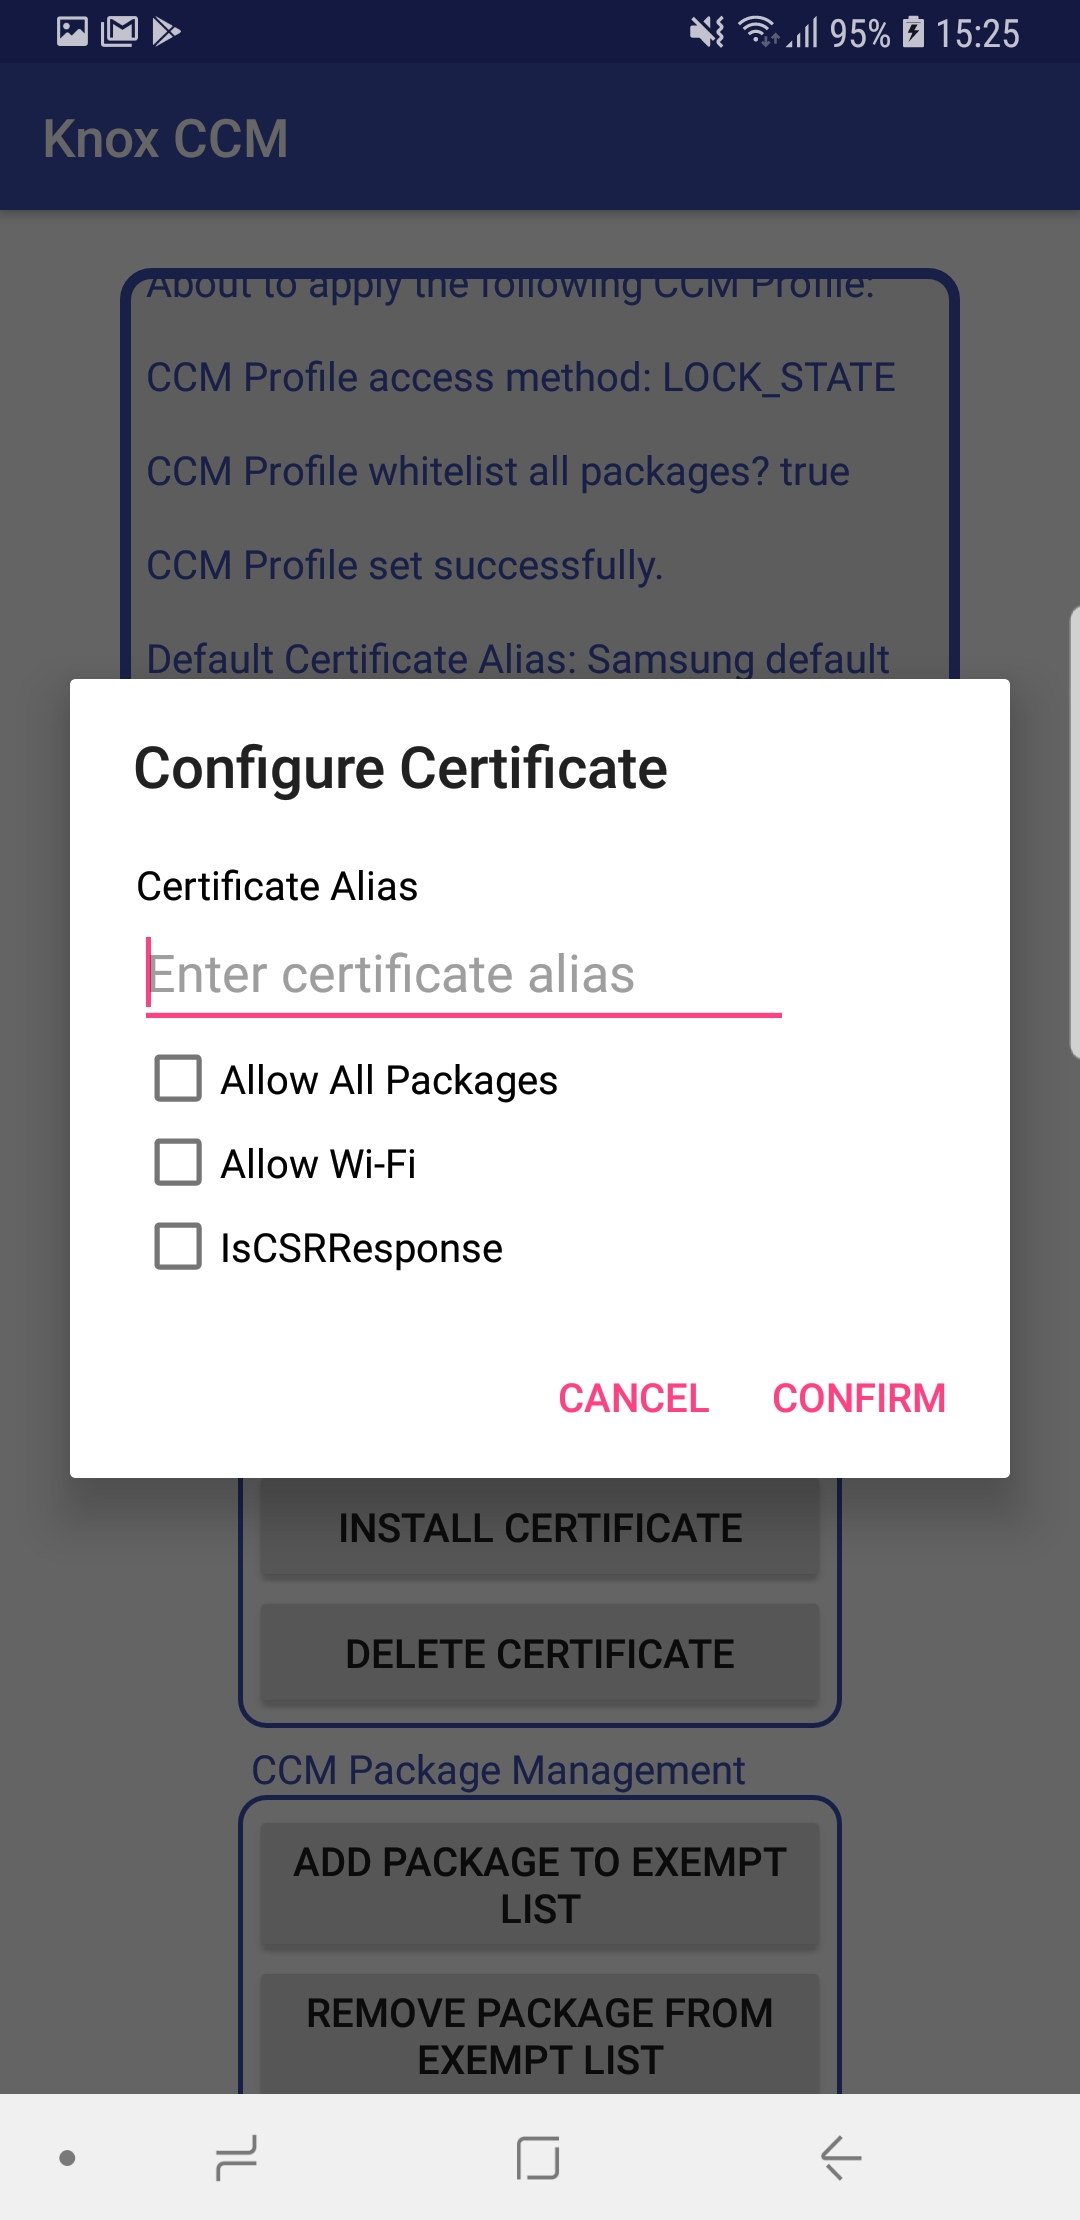 95% 15:25
Knox CCM
About to apply the following CCM Profile:
CCM Profile access method: LOCK_STATE
CCM Profile whitelist all packages? true
CCM Profile set successfully.
Default Certificate Alias: Samsung default
Configure Certificate
Certificate Alias
Enter certificate alias
Allow All Packages
Allow Wi-Fi
IsCSRResponse
CANCEL CONFIRM
INSTALL CERTIFICATE
DELETE CERTIFICATE
CCM Package Management
ADD PACKAGE TO EXEMPT
LIST
REMOVE PACKAGE FROM
EXEMPT LIST